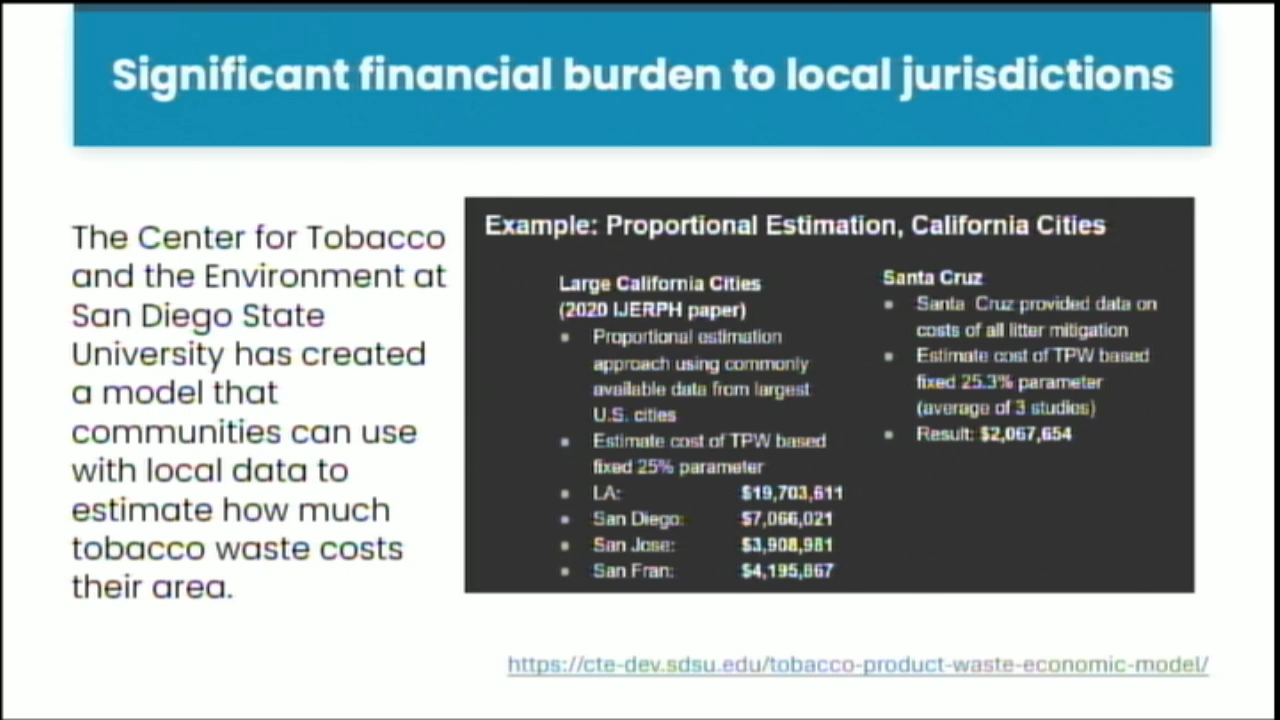 Significant financial burden to local jurisdictions
The Center for Tobacco
and the Environment at
San Diego State
University has created
a model that
communities can use
with local data to
estimate how much
tobacco waste costs
their area.
Example: Proportional Estimation, California Cities
Large California Cities
(2020 IJERPH paper)
• Proportional estimation
approach using commonly
available data from largest
U.S. cities
• Estimate cost of TPW based
fixed 25% parameter
• LA: $19,703,611
• San Diego: $7,066,021
• San Jose: $3,908,981
• San Fran: $4,195,867
Santa Cruz
• Santa Cruz provided data on
costs of all litter mitigation
• Estimate cost of TPW based
fixed 25.3% parameter
(average of 3 studies)
• Result: $2,067,654
https://cte-dev.sdsu.edu/tobacco-product-waste-economic-model/